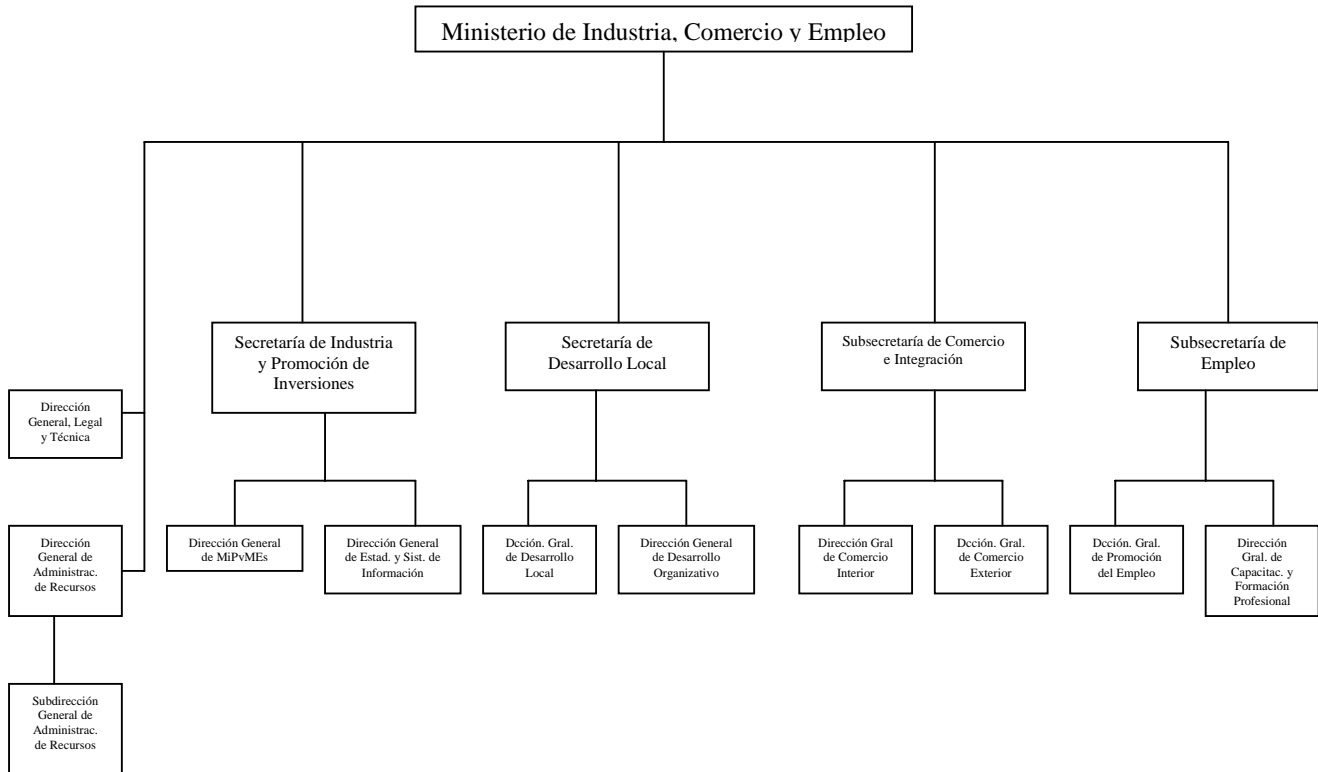 Ministerio de Industria, Comercio y Empleo
Secretaría de Industria
y Promoción de
Inversiones
Secretaría de
Desarrollo Local
Subsecretaría de Comercio
e Integración
Subsecretaría de
Empleo
Dirección
General, Legal
y Técnica
Dirección
General de
Administrac.
de Recursos
Dirección General
de MiPyMEs
Dirección General
de Estad. y Sist. de
Información
Dcción. Gral.
de Desarrollo
Local
Dirección General
de Desarrollo
Organizativo
Dirección Gral
de Comercio
Interior
Dcción. Gral.
de Comercio
Exterior
Dcción. Gral.
de Promoción
del Empleo
Dirección
Gral. de
Capacitac. y
Formación
Profesional
Subdirección
General de
Administrac.
de Recursos